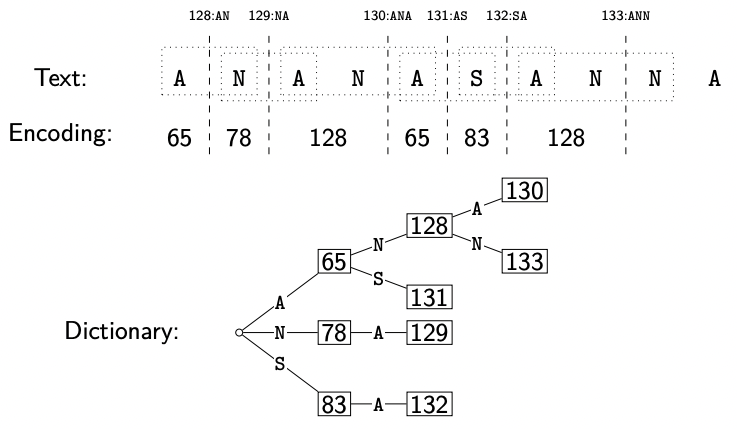 128:AN 129:NA 130:ANA 131:AS 132:SA 133:ANN
Text: A N A N A S A N N A
Encoding: 65 78 128 65 83 128
130
A
128
N N
65 133
S
A 131
Dictionary: N 78 A 129
S
83 A 132